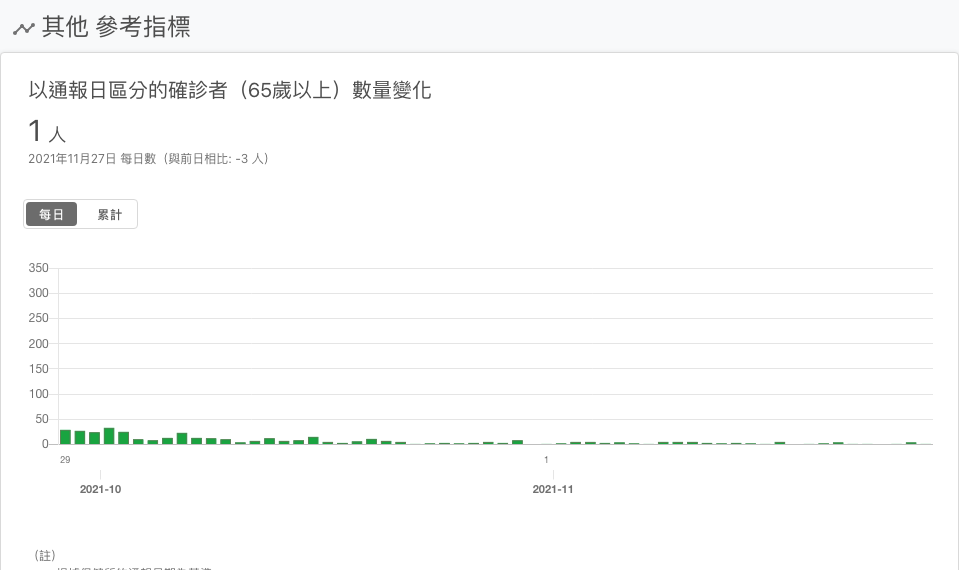 其他 參考指標
以通報日區分的確診者（65歲以上）數量變化
1 人
2021年11月27日 每日數（與前日相比: -3 人）
每日 累計
350
300
250
200
150
100
50
0
29 1
2021-10 2021-11
（註）